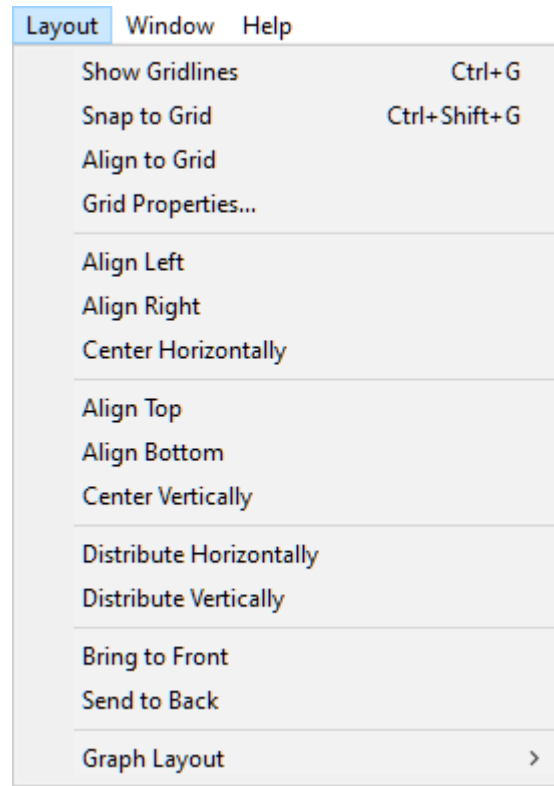 Layout Window Help
Show Gridlines Ctrl+G
Snap to Grid Ctrl+Shift+G
Align to Grid
Grid Properties...
Align Left
Align Right
Center Horizontally
Align Top
Align Bottom
Center Vertically
Distribute Horizontally
Distribute Vertically
Bring to Front
Send to Back
Graph Layout